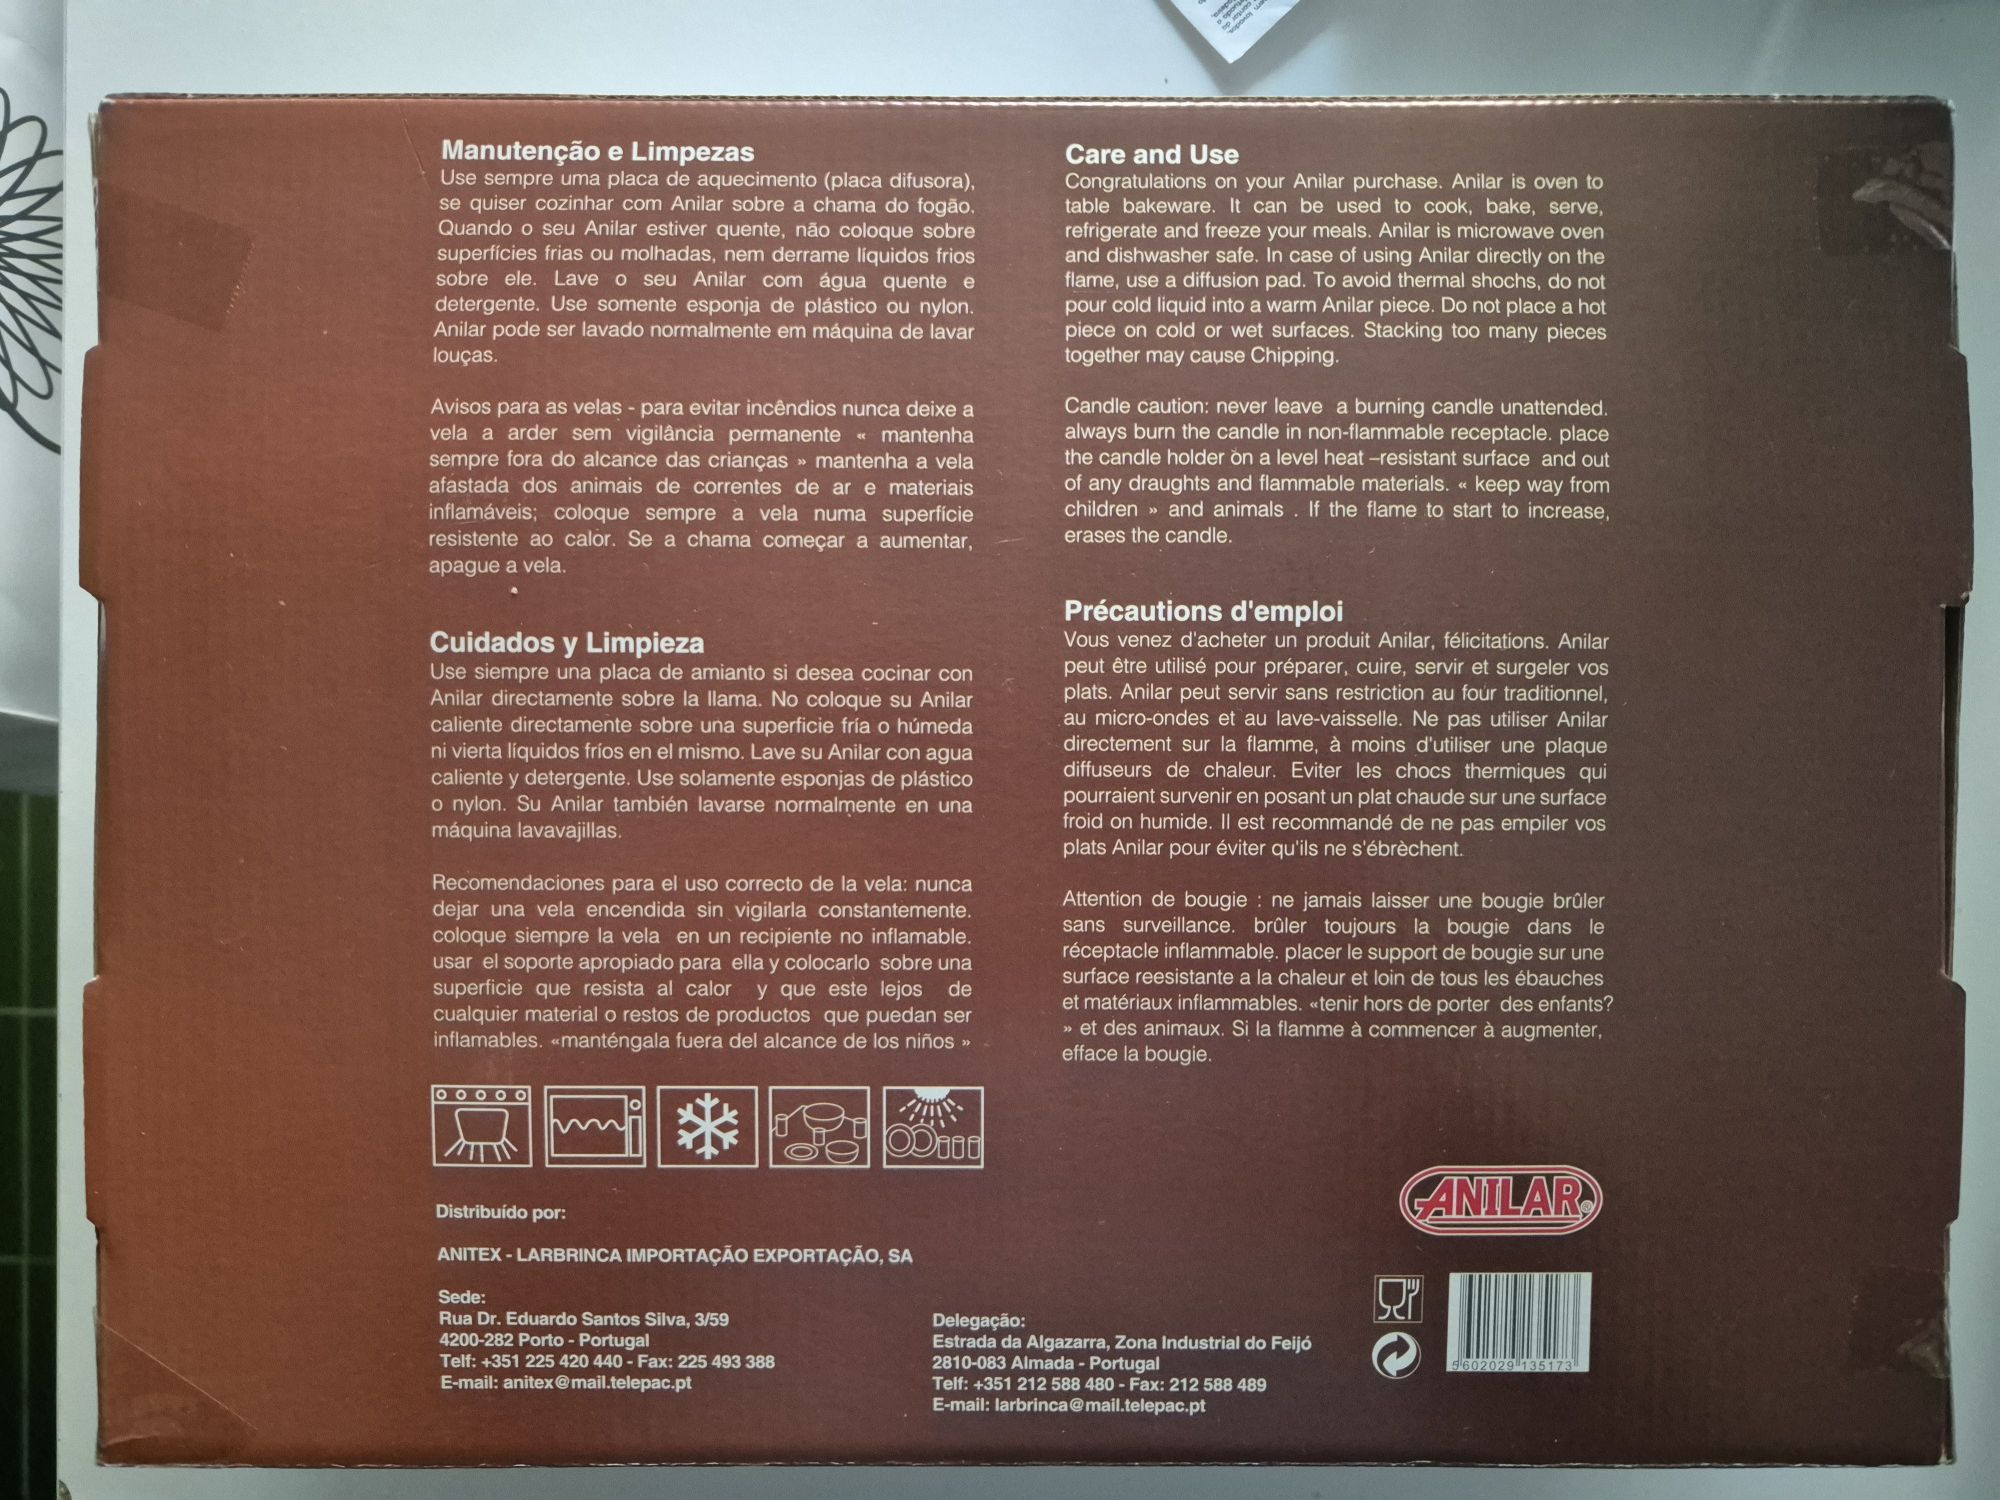 Manutenção e Limpezas
Use sempre uma placa de aquecimento (placa difusora),
se quiser cozinhar com Anilar sobre a chama do fogão.
Quando o seu Anilar estiver quente, não coloque sobre
superfícies frias ou molhadas, nem derrame líquidos frios
sobre ele. Lave o seu Anilar com água quente e
detergente. Use somente esponja de plástico ou nylon.
Anilar pode ser lavado normalmente em máquina de lavar
louças.
Avisos para as velas - para evitar incêndios nunca deixe a
vela a arder sem vigilância permanente « mantenha
sempre fora do alcance das crianças » mantenha a vela
afastada dos animais de correntes de ar e materiais
inflamáveis; coloque sempre a vela numa superfície
resistente ao calor. Se a chama começar a aumentar,
apague a vela.
Cuidados y Limpieza
Use siempre una placa de amianto si desea cocinar con
Anilar directamente sobre la llama. No coloque su Anilar
caliente directamente sobre una superficie fría o húmeda
ni vierta líquidos fríos en el mismo. Lave su Anilar con agua
caliente y detergente. Use solamente esponjas de plástico
o nylon. Su Anilar también lavarse normalmente en una
máquina lavavajillas.
Recomendaciones para el uso correcto de la vela: nunca
dejar una vela encendida sin vigilarla constantemente.
coloque siempre la vela en un recipiente no inflamable.
usar el soporte apropiado para ella y colocarlo sobre una
superficie que resista al calor y que este lejos de
cualquier material o restos de productos que puedan ser
inflamables. «manténgala fuera del alcance de los niños »
Care and Use
Congratulations on your Anilar purchase. Anilar is oven to
table bakeware. It can be used to cook, bake, serve,
refrigerate and freeze your meals. Anilar is microwave oven
and dishwasher safe. In case of using Anilar directly on the
flame, use a diffusion pad. To avoid thermal shochs, do not
pour cold liquid into a warm Anilar piece. Do not place a hot
piece on cold or wet surfaces. Stacking too many pieces
together may cause Chipping.
Candle caution: never leave a burning candle unattended.
always burn the candle in non-flammable receptacle. place
the candle holder on a level heat –resistant surface and out
of any draughts and flammable materials. « keep way from
children » and animals . If the flame to start to increase,
erases the candle.
Précautions d'emploi
Vous venez d'acheter un produit Anilar, félicitations. Anilar
peut être utilisé pour préparer, cuire, servir et surgeler vos
plats. Anilar peut servir sans restriction au four traditionnel,
au micro-ondes et au lave-vaisselle. Ne pas utiliser Anilar
directement sur la flamme, à moins d'utiliser une plaque
diffuseurs de chaleur. Eviter les chocs thermiques qui
pourraient survenir en posant un plat chaude sur une surface
froid on humide. Il est recommandé de ne pas empiler vos
plats Anilar pour éviter qu'ils ne s'ébrèchent.
Attention de bougie : ne jamais laisser une bougie brûler
sans surveillance. brûler toujours la bougie dans le
réceptacle inflammable. placer le support de bougie sur une
surface reesistante a la chaleur et loin de tous les ébauches
et matériaux inflammables. «tenir hors de porter des enfants?
» et des animaux. Si la flamme à commencer à augmenter,
efface la bougie.
Distribuído por:
ANITEX - LARBRINCA IMPORTAÇÃO EXPORTAÇÃO, SA
Sede:
Rua Dr. Eduardo Santos Silva, 3/59
4200-282 Porto - Portugal
Telf: +351 225 420 440 - Fax: 225 493 388
E-mail: anitex@mail.telepac.pt
Delegação:
Estrada da Algazarra, Zona Industrial do Feijó
2810-083 Almada - Portugal
Telf: +351 212 588 480 - Fax: 212 588 489
E-mail: larbrinca@mail.telepac.pt
ANILAR®
5602029 135173